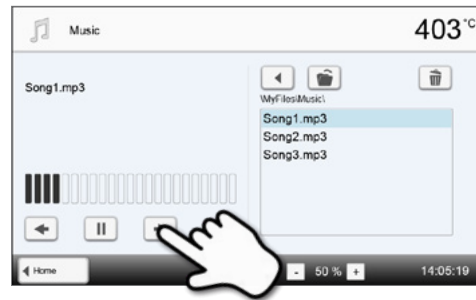 Music
403 °C
Song1.mp3
\MyFiles\Music\
Song1.mp3
Song2.mp3
Song3.mp3
Home
- 50 % +
14:05:19